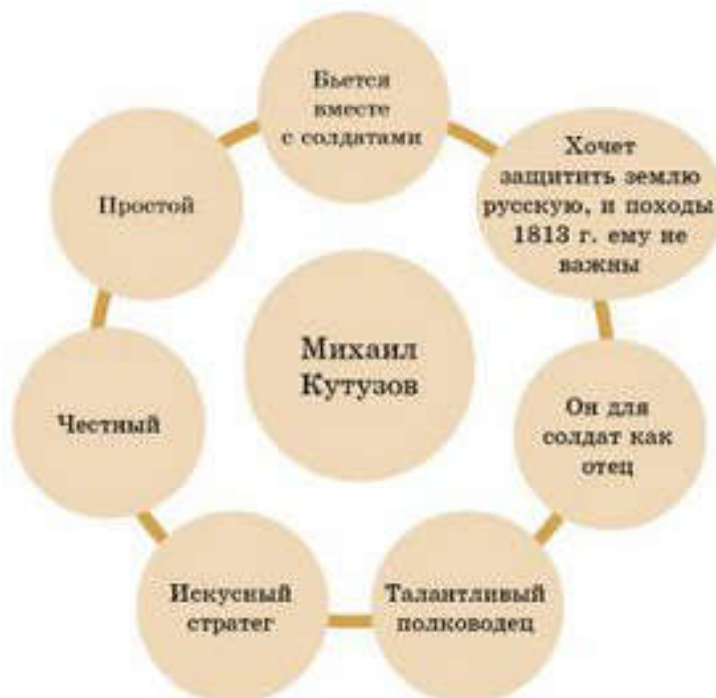 Бьется
вместе
с солдатами
Хочет
защитить землю
русскую, и походы
1813 г. ему не
важны
Он для
солдат как
отец
Талантливый
полководец
Искусный
стратег
Честный
Простой
Михаил
Кутузов